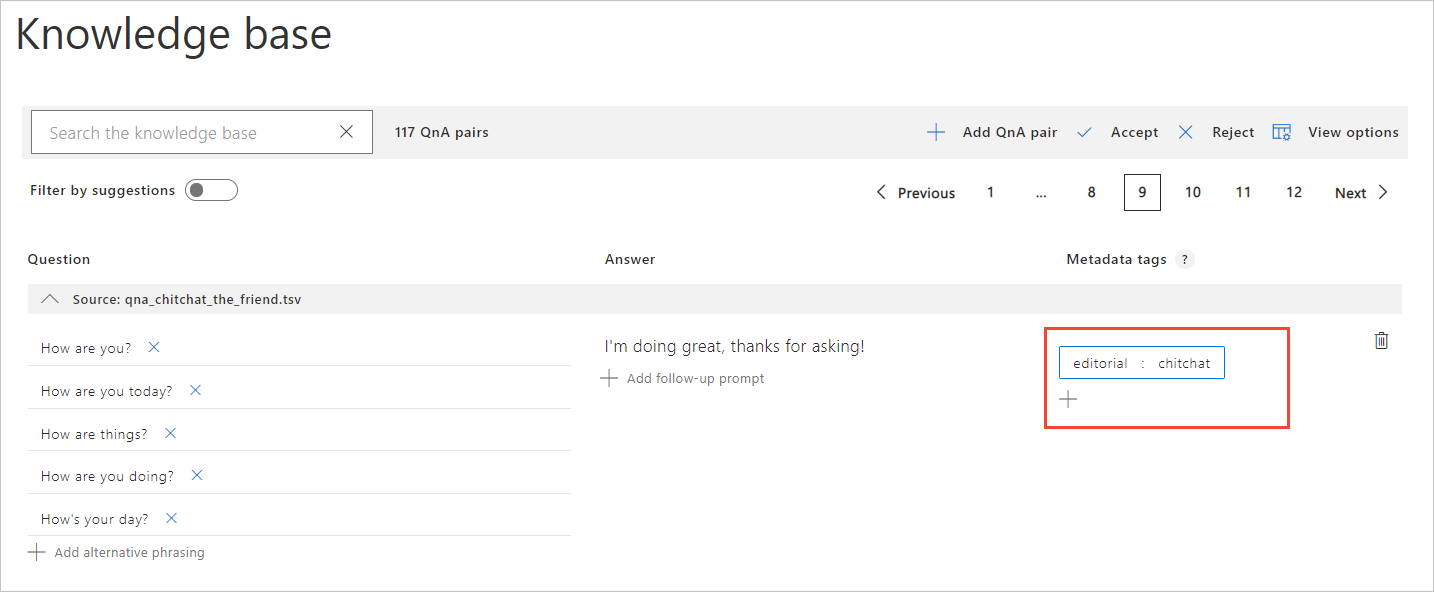 Knowledge base
Search the knowledge base
117 QnA pairs
Add QnA pair
Accept
Reject
View options
Filter by suggestions
Previous 1 ... 8 9 10 11 12 Next
Question Answer Metadata tags ?
Source: qna_chitchat_the_friend.tsv
How are you?
I'm doing great, thanks for asking!
editorial : chitchat
Add follow-up prompt
How are you today?
How are things?
How are you doing?
How's your day?
Add alternative phrasing